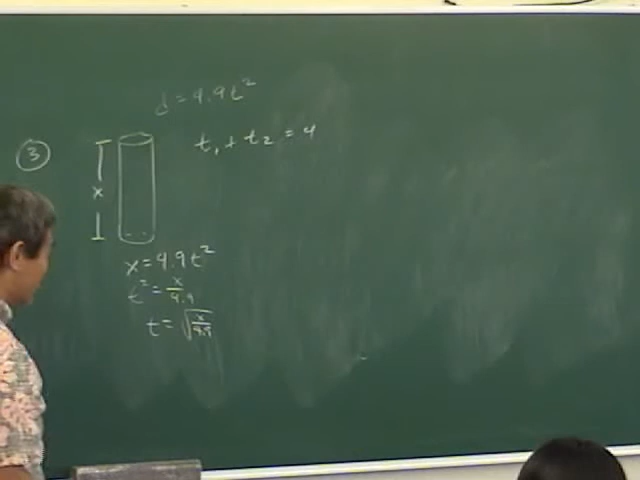 d = 4.9t²
t₁ + t₂ = 4
③
x
x = 4.9t²
t² = x/4.9
t = √(x/4.9)